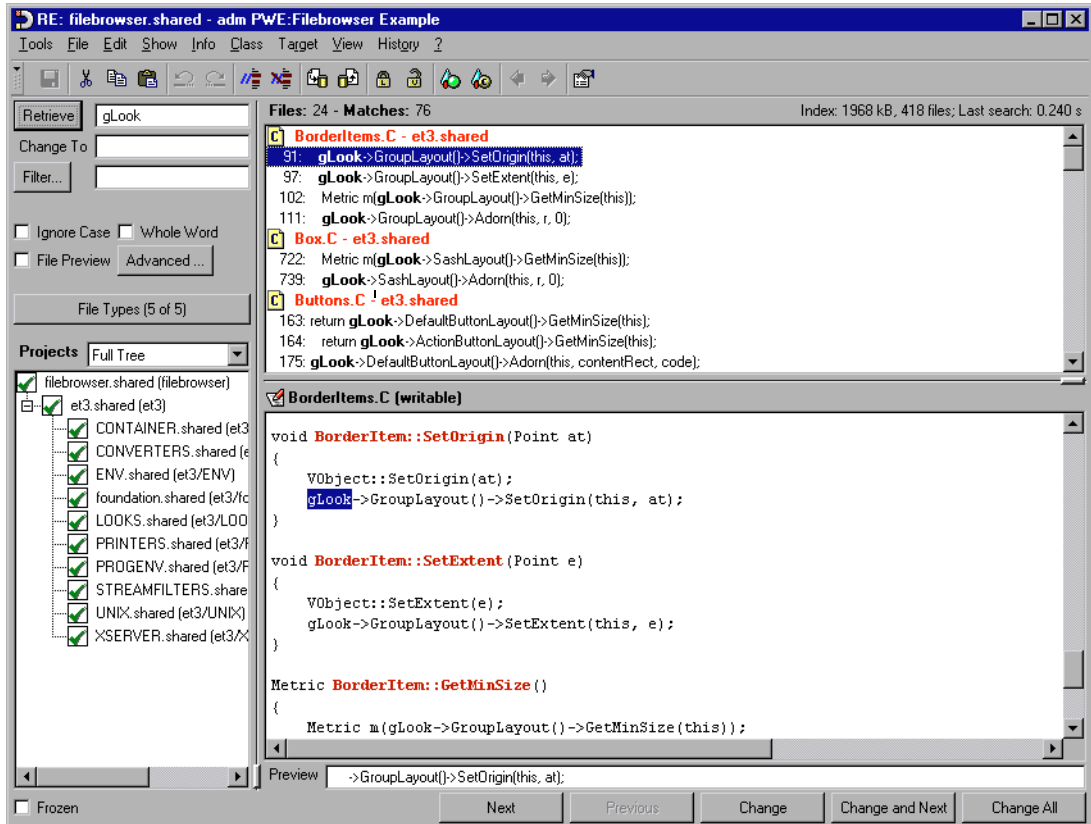 RE: filebrowser.shared - adm PWE:Filebrowser Example
Tools File Edit Show Info Class Target View History ?
Retrieve gLook
Change To
Filter...
Ignore Case Whole Word
File Preview Advanced ...
File Types (5 of 5)
Projects Full Tree
filebrowser.shared (filebrowser)
et3.shared (et3)
CONTAINER.shared (et3
CONVERTERS.shared (e
ENV.shared (et3/ENV)
foundation.shared (et3/fo
LOOKS.shared (et3/LOO
PRINTERS.shared (et3/P
PROGENV.shared (et3/P
STREAMFILTERS.share
UNIX.shared (et3/UNIX)
XSERVER.shared (et3/X
Files: 24 - Matches: 76 Index: 1968 kB, 418 files; Last search: 0.240 s
C BorderItems.C - et3.shared
91: gLook->GroupLayout()->SetOrigin(this, at);
97: gLook->GroupLayout()->SetExtent(this, e);
102: Metric m(gLook->GroupLayout()->GetMinSize(this));
111: gLook->GroupLayout()->Adorn(this, r, 0);
C Box.C - et3.shared
722: Metric m(gLook->SashLayout()->GetMinSize(this));
739: gLook->SashLayout()->Adorn(this, r, 0);
C Buttons.C - et3.shared
163: return gLook->DefaultButtonLayout()->GetMinSize(this);
164: return gLook->ActionButtonLayout()->GetMinSize(this);
175: gLook->DefaultButtonLayout()->Adorn(this, contentRect, code);
BorderItems.C (writable)
void BorderItem::SetOrigin(Point at)
{
VObject::SetOrigin(at);
gLook->GroupLayout()->SetOrigin(this, at);
}
void BorderItem::SetExtent(Point e)
{
VObject::SetExtent(e);
gLook->GroupLayout()->SetExtent(this, e);
}
Metric BorderItem::GetMinSize()
{
Metric m(gLook->GroupLayout()->GetMinSize(this));
Preview ->GroupLayout()->SetOrigin(this, at);
Frozen Next Previous Change Change and Next Change All